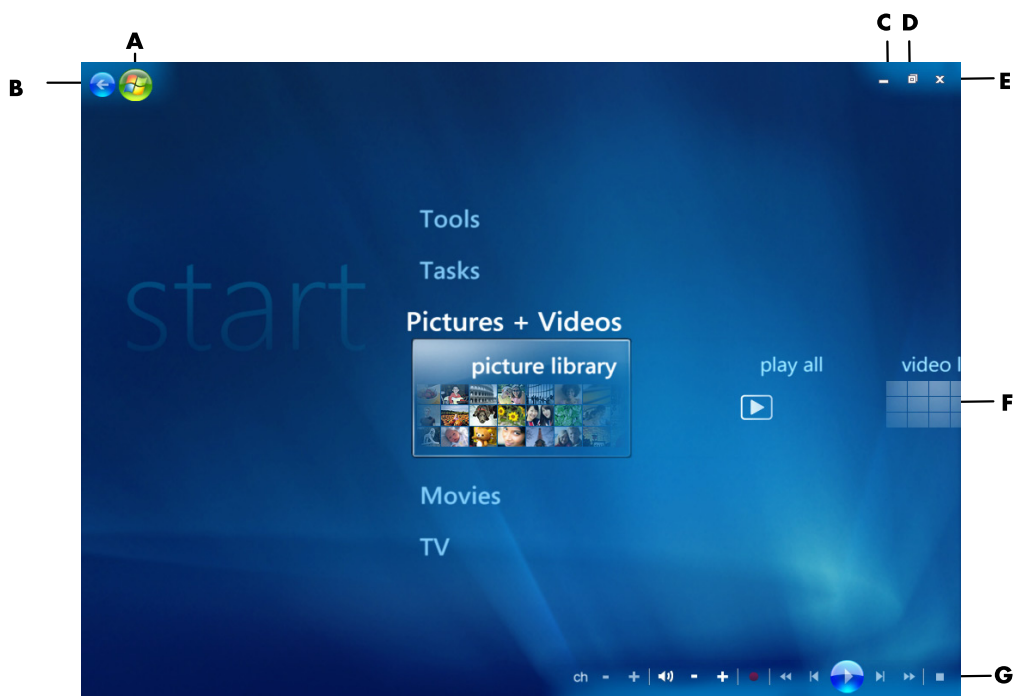 A
B
C D
E
Tools
Tasks
start
Pictures + Videos
picture library
play all
video l
F
Movies
TV
ch - + - +
G